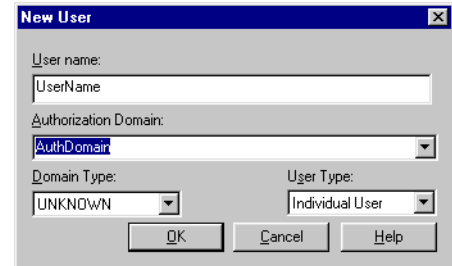 New User
User name:
UserName
Authorization Domain:
AuthDomain
Domain Type: User Type:
UNKNOWN Individual User
OK Cancel Help